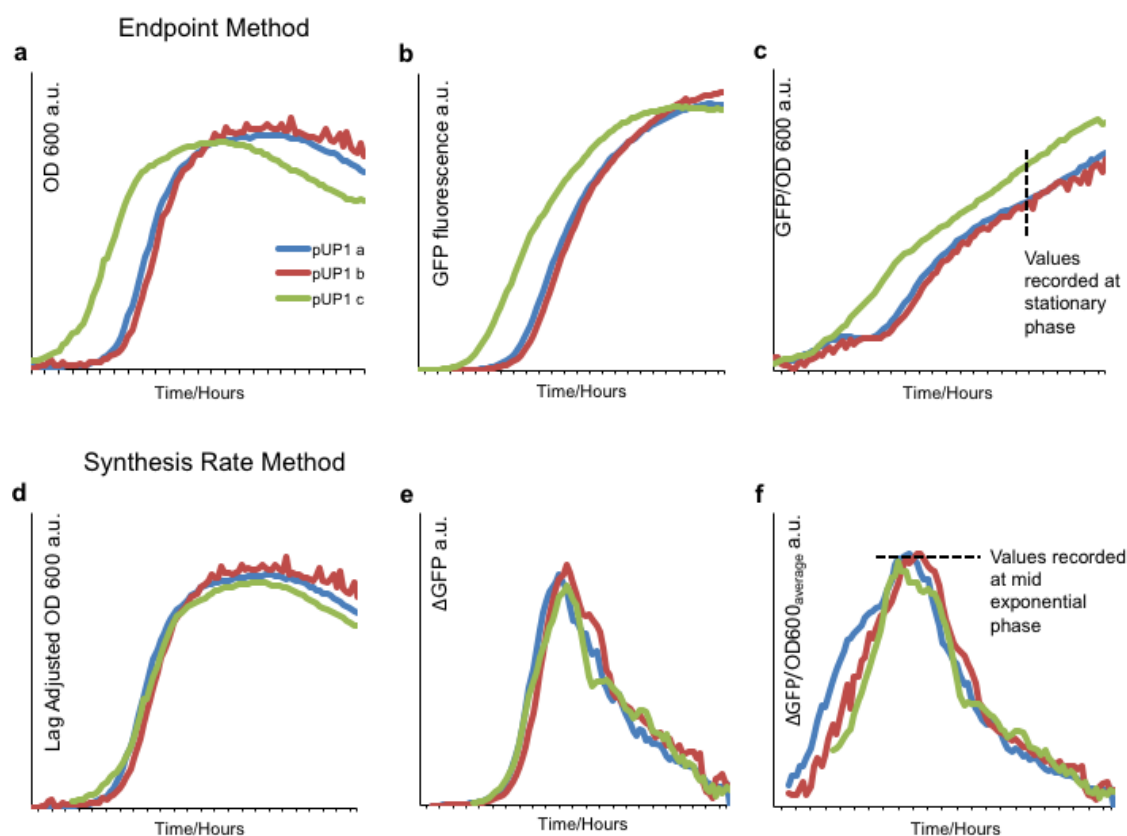 Endpoint Method
a
OD 600 a.u.
pUP1 a
pUP1 b
pUP1 c
Time/Hours
b
GFP fluorescence a.u.
Time/Hours
c
GFP/OD 600 a.u.
Values
recorded at
stationary
phase
Time/Hours
Synthesis Rate Method
d
Lag Adjusted OD 600 a.u.
Time/Hours
e
ΔGFP a.u.
Time/Hours
f
ΔGFP/OD600average a.u.
Values recorded
at mid
exponential
phase
Time/Hours